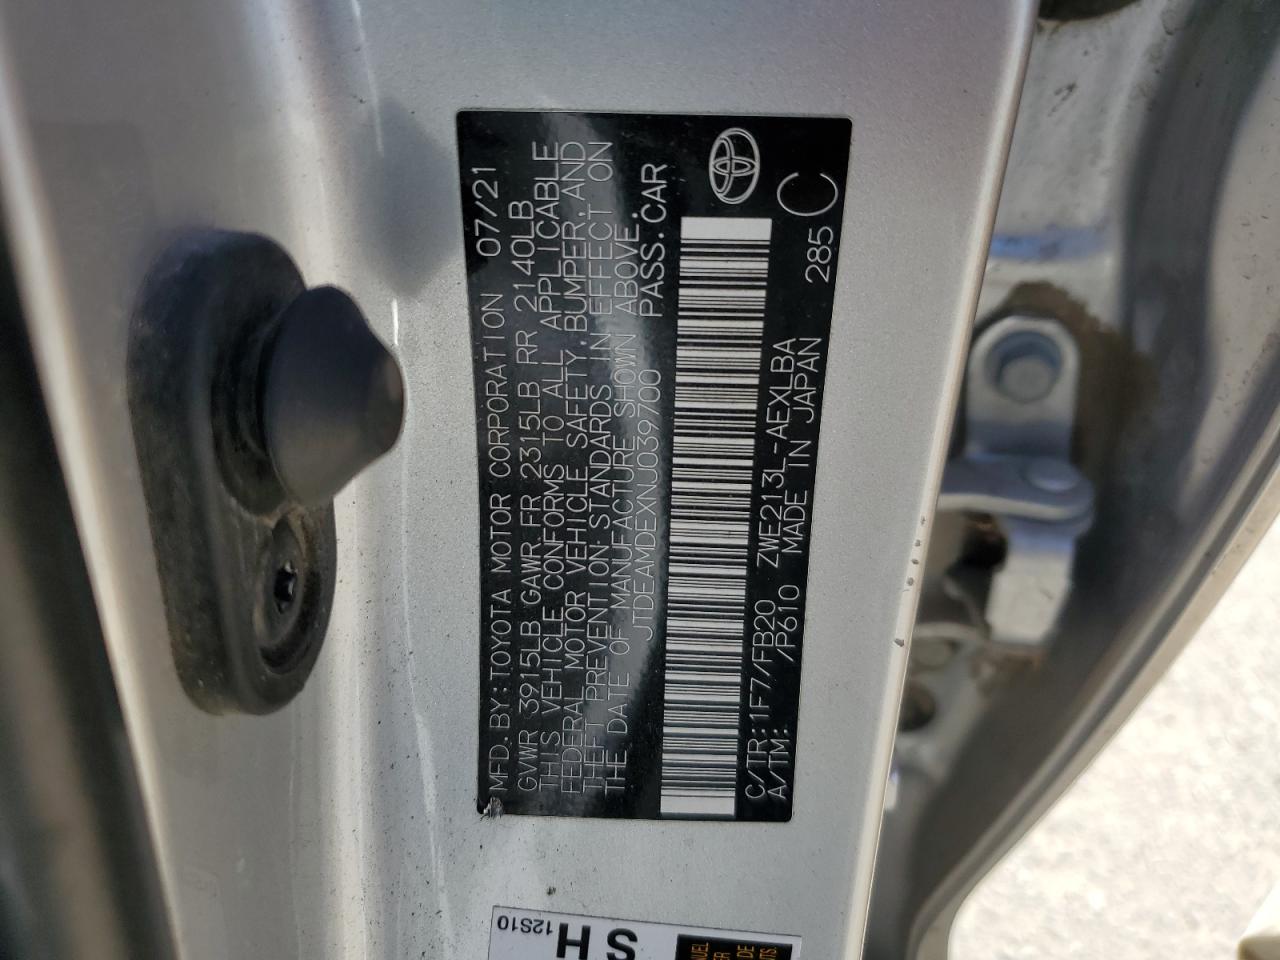 MFD. BY: TOYOTA MOTOR CORPORATION 07/21
GVWR 3915LB GAWR FR 2315LB RR 2140LB
THIS VEHICLE CONFORMS TO ALL APPLICABLE
FEDERAL MOTOR VEHICLE SAFETY, BUMPER, AND
THEFT PREVENTION STANDARDS IN EFFECT ON
THE DATE OF MANUFACTURE SHOWN ABOVE.
JTDEAMDEXNJ039700 PASS. CAR
C/TR: 1F7/FB20 ZWE213L-AEXLBA 285
A/TM: /P610 MADE IN JAPAN C
12S10
SH